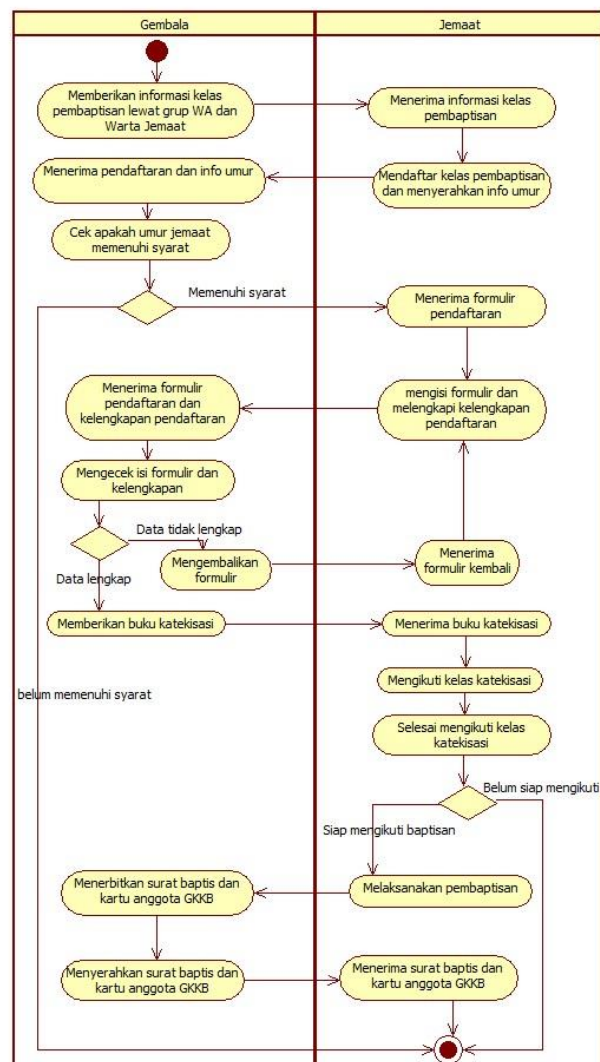 Gembala
Jemaat
Memberikan informasi kelas
pembaptisan lewat grup WA dan
Warta Jemaat
Menerima informasi kelas
pembaptisan
Menerima pendaftaran dan info umur
Mendaftar kelas pembaptisan
dan menyerahkan info umur
Cek apakah umur jemaat
memenuhi syarat
Memenuhi syarat
Menerima formulir
pendaftaran
Menerima formulir
pendaftaran dan
kelengkapan pendaftaran
mengisi formulir dan
melengkapi kelengkapan
pendaftaran
Mengecek isi formulir dan
kelengkapan
Data tidak lengkap
Mengembalikan
formulir
Menerima
formulir kembali
Data lengkap
Memberikan buku katekisasi
Menerima buku katekisasi
Mengikuti kelas katekisasi
belum memenuhi syarat
Selesai mengikuti kelas
katekisasi
Belum siap mengikuti
Siap mengikuti baptisan
Menerbitkan surat baptis dan
kartu anggota GKKB
Melaksanakan pembaptisan
Menyerahkan surat baptis dan
kartu anggota GKKB
Menerima surat baptis dan
kartu anggota GKKB